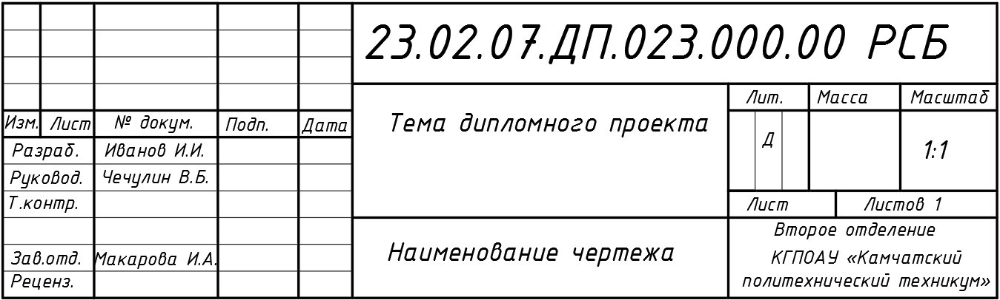 23.02.07.ДП.023.000.00 РСБ
Изм. Лист № докум. Подп. Дата
Разраб. Иванов И.И.
Руковод. Чечулин В.Б.
Т.контр.
Зав.отд. Макарова И.А.
Реценз.
Тема дипломного проекта
Наименование чертежа
Лит. Масса Масштаб
Д 1:1
Лист Листов 1
Второе отделение
КГПОАУ «Камчатский
политехнический техникум»